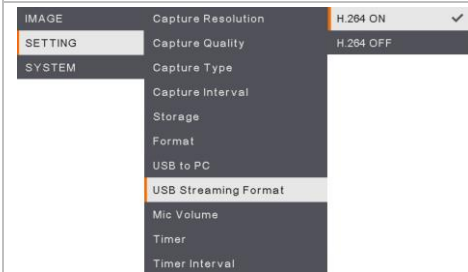 IMAGE
SETTING
SYSTEM
Capture Resolution
Capture Quality
Capture Type
Capture Interval
Storage
Format
USB to PC
USB Streaming Format
Mic Volume
Timer
Timer Interval
H.264 ON
H.264 OFF